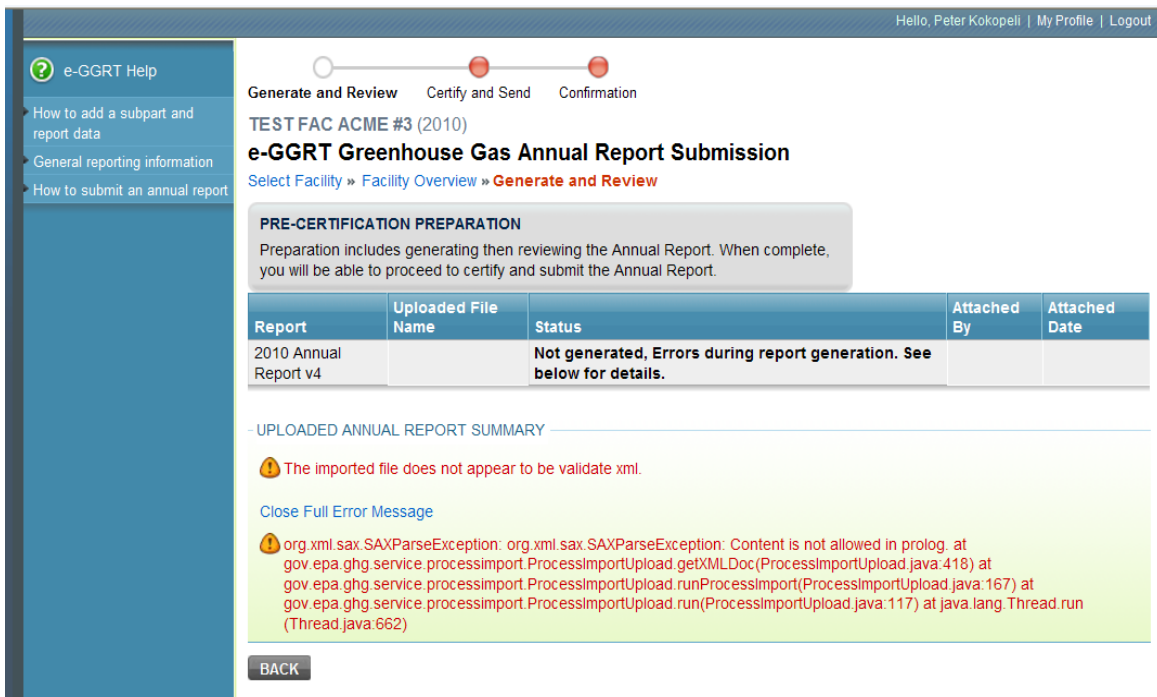 Hello, Peter Kokopeli | My Profile | Logout
e-GGRT Help
How to add a subpart and
report data
General reporting information
How to submit an annual report
Generate and Review Certify and Send Confirmation
TEST FAC ACME #3 (2010)
e-GGRT Greenhouse Gas Annual Report Submission
Select Facility » Facility Overview » Generate and Review
PRE-CERTIFICATION PREPARATION
Preparation includes generating then reviewing the Annual Report. When complete,
you will be able to proceed to certify and submit the Annual Report.
Report Uploaded File Name Status Attached By Attached Date
2010 Annual Report v4 Not generated, Errors during report generation. See
below for details.
UPLOADED ANNUAL REPORT SUMMARY
The imported file does not appear to be validate xml.
Close Full Error Message
org.xml.sax.SAXParseException: org.xml.sax.SAXParseException: Content is not allowed in prolog. at
gov.epa.ghg.service.processimport.ProcessImportUpload.getXMLDoc(ProcessImportUpload.java:418) at
gov.epa.ghg.service.processimport.ProcessImportUpload.runProcessImport(ProcessImportUpload.java:167) at
gov.epa.ghg.service.processimport.ProcessImportUpload.run(ProcessImportUpload.java:117) at java.lang.Thread.run
(Thread.java:662)
BACK